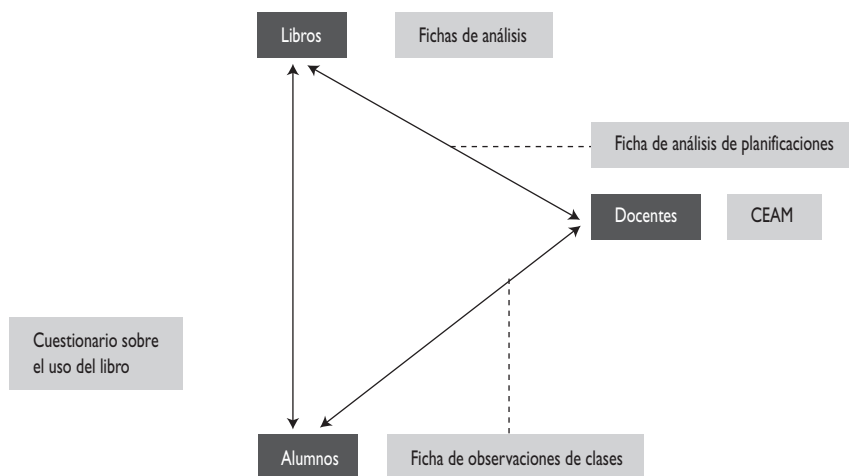 Libros
Fichas de análisis
Ficha de análisis de planificaciones
Docentes
CEAM
Cuestionario sobre
el uso del libro
Alumnos
Ficha de observaciones de clases